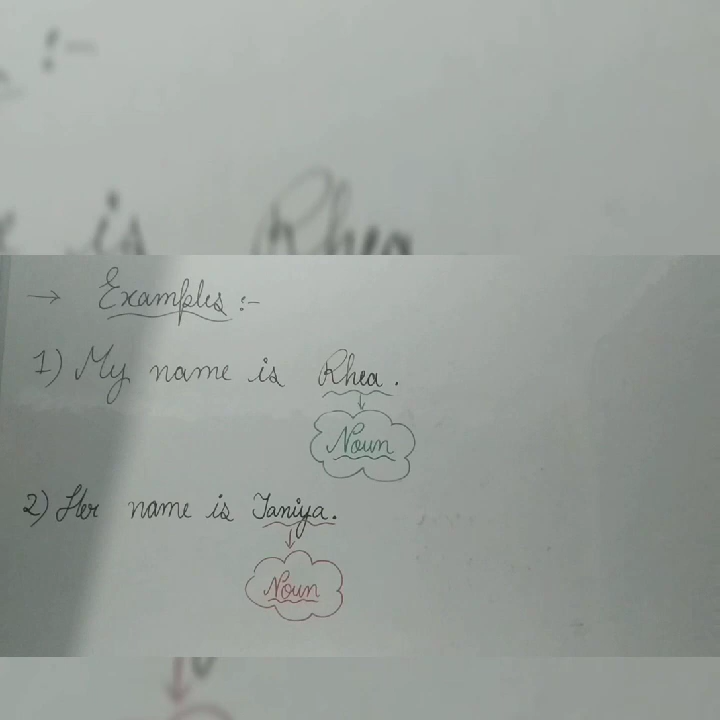 → Examples :-
1) My name is Rhea.
↓
Noun
2) Her name is Taniya.
↓
Noun